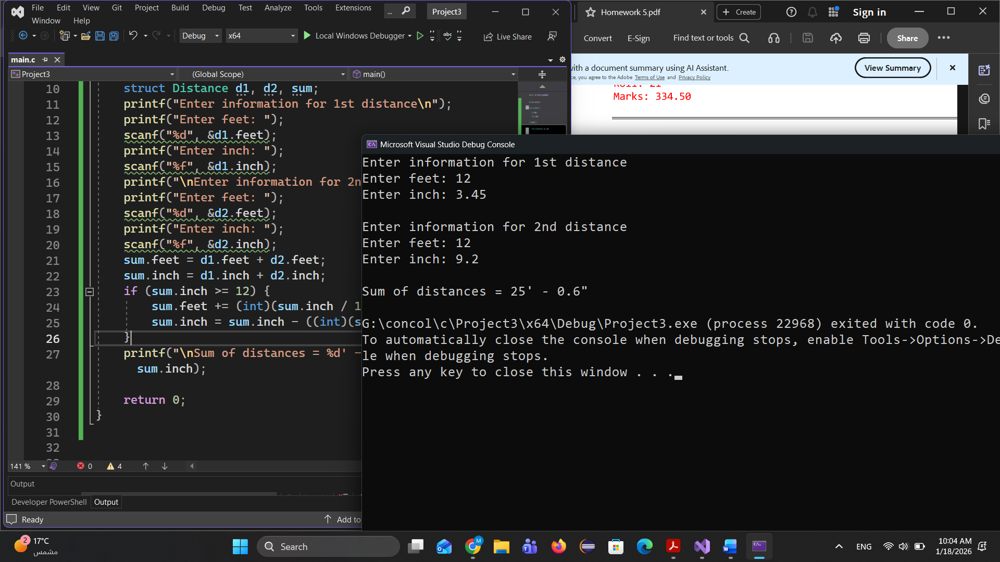 File Edit View Git Project Build Debug Test Analyze Tools Extensions ... Project3
Window Help
Debug x64 Local Windows Debugger abc Live Share
main.c
Project3 (Global Scope) main()
10 struct Distance d1, d2, sum;
11 printf("Enter information for 1st distance\n");
12 printf("Enter feet: ");
13 scanf("%d", &d1.feet);
14 printf("Enter inch: ");
15 scanf("%f", &d1.inch);
16 printf("\nEnter information for 2n
17 printf("Enter feet: ");
18 scanf("%d", &d2.feet);
19 printf("Enter inch: ");
20 scanf("%f", &d2.inch);
21 sum.feet = d1.feet + d2.feet;
22 sum.inch = d1.inch + d2.inch;
23 if (sum.inch >= 12) {
24 sum.feet += (int)(sum.inch / 1
25 sum.inch = sum.inch - ((int)(s
26 }
27 printf("\nSum of distances = %d' -
sum.inch);
28
29 return 0;
30 }
31
32
141 % 0 4
Output
Developer PowerShell Output
Ready Add to
Homework 5.pdf Create Sign in
Convert E-Sign Find text or tools Share
with a document summary using AI Assistant. View Summary
ce, you agree to the Adobe Terms of Use and Privacy Policy
Roll: 21
Marks: 334.50
Microsoft Visual Studio Debug Console
Enter information for 1st distance
Enter feet: 12
Enter inch: 3.45
Enter information for 2nd distance
Enter feet: 12
Enter inch: 9.2
Sum of distances = 25' - 0.6"
G:\concol\c\Project3\x64\Debug\Project3.exe (process 22968) exited with code 0.
To automatically close the console when debugging stops, enable Tools->Options->De
le when debugging stops.
Press any key to close this window . . .
2 17°C
مشمس
Search
M
ENG
10:04 AM
1/18/2026